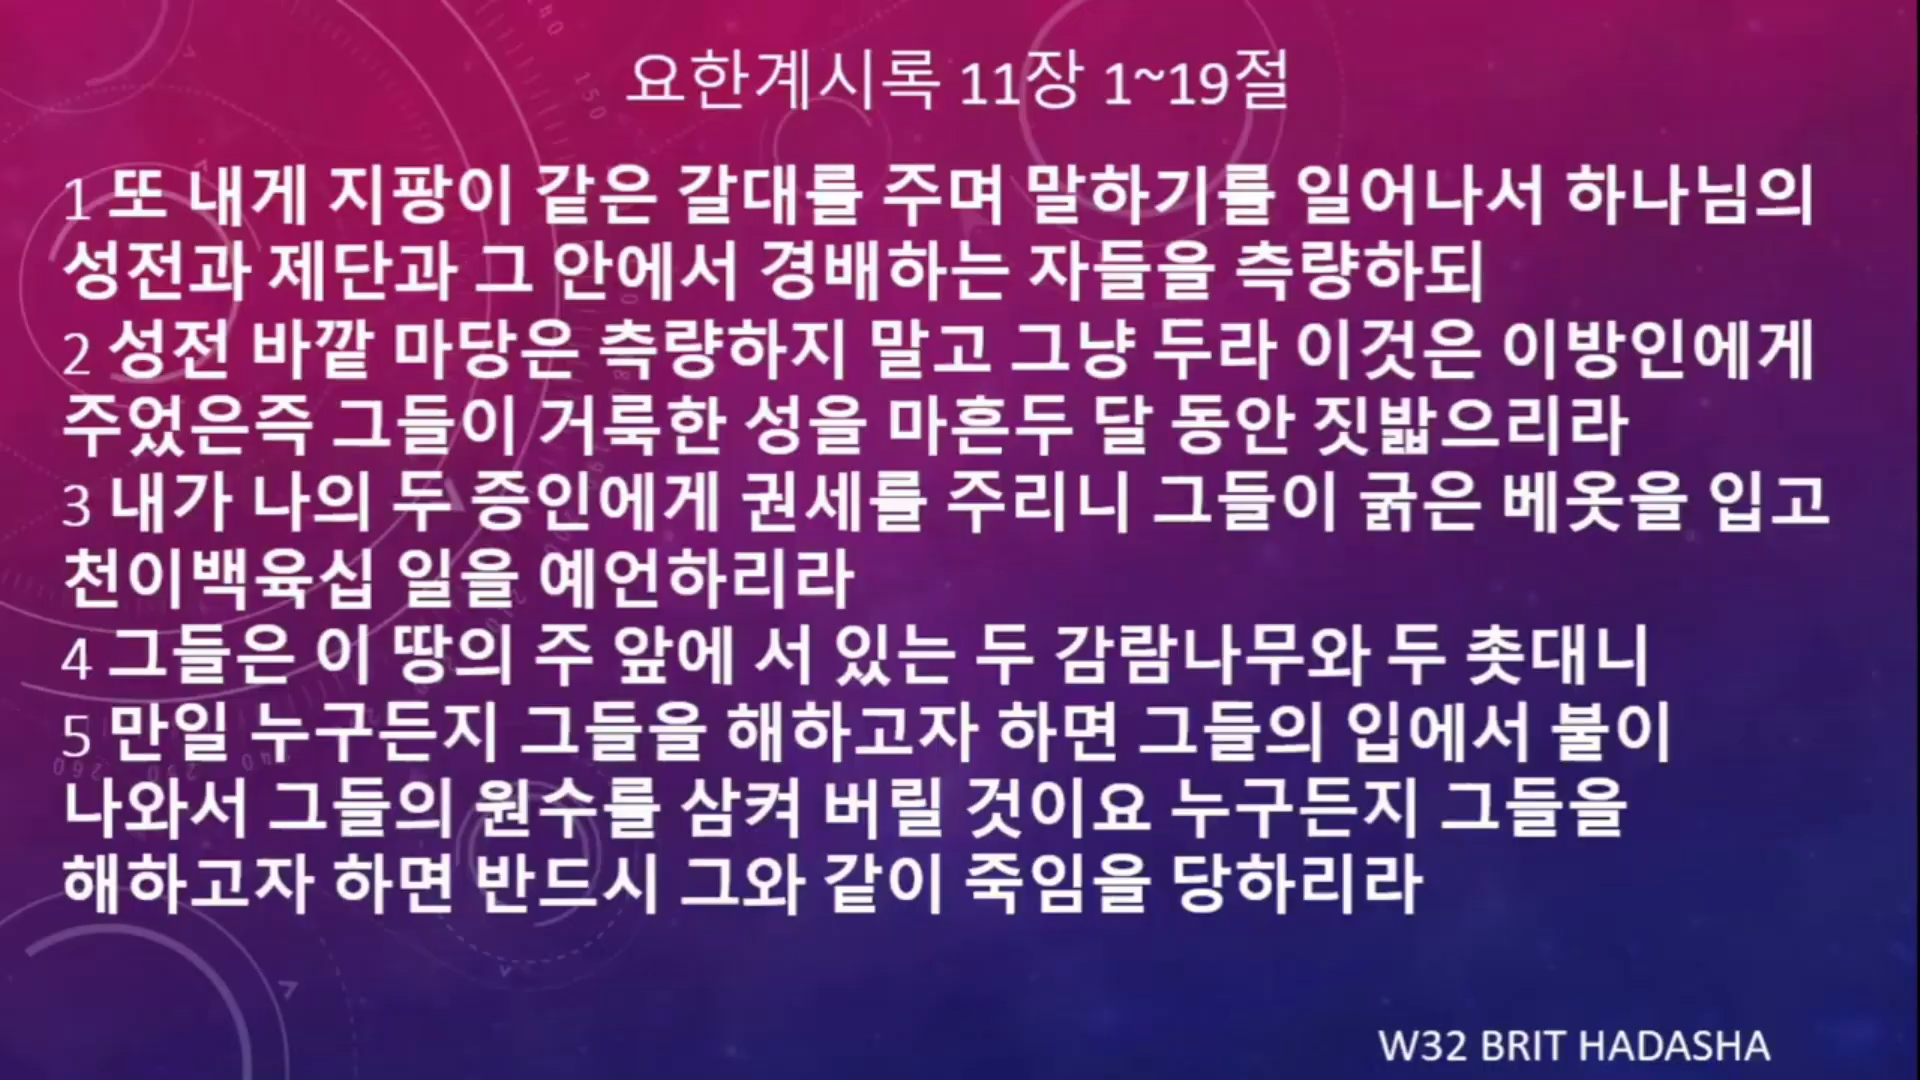 요한계시록 11장 1~19절
1 또 내게 지팡이 같은 갈대를 주며 말하기를 일어나서 하나님의
성전과 제단과 그 안에서 경배하는 자들을 측량하되
2 성전 바깥 마당은 측량하지 말고 그냥 두라 이것은 이방인에게
주었은즉 그들이 거룩한 성을 마흔두 달 동안 짓밟으리라
3 내가 나의 두 증인에게 권세를 주리니 그들이 굵은 베옷을 입고
천이백육십 일을 예언하리라
4 그들은 이 땅의 주 앞에 서 있는 두 감람나무와 두 촛대니
5 만일 누구든지 그들을 해하고자 하면 그들의 입에서 불이
나와서 그들의 원수를 삼켜 버릴 것이요 누구든지 그들을
해하고자 하면 반드시 그와 같이 죽임을 당하리라
W32 BRIT HADASHA